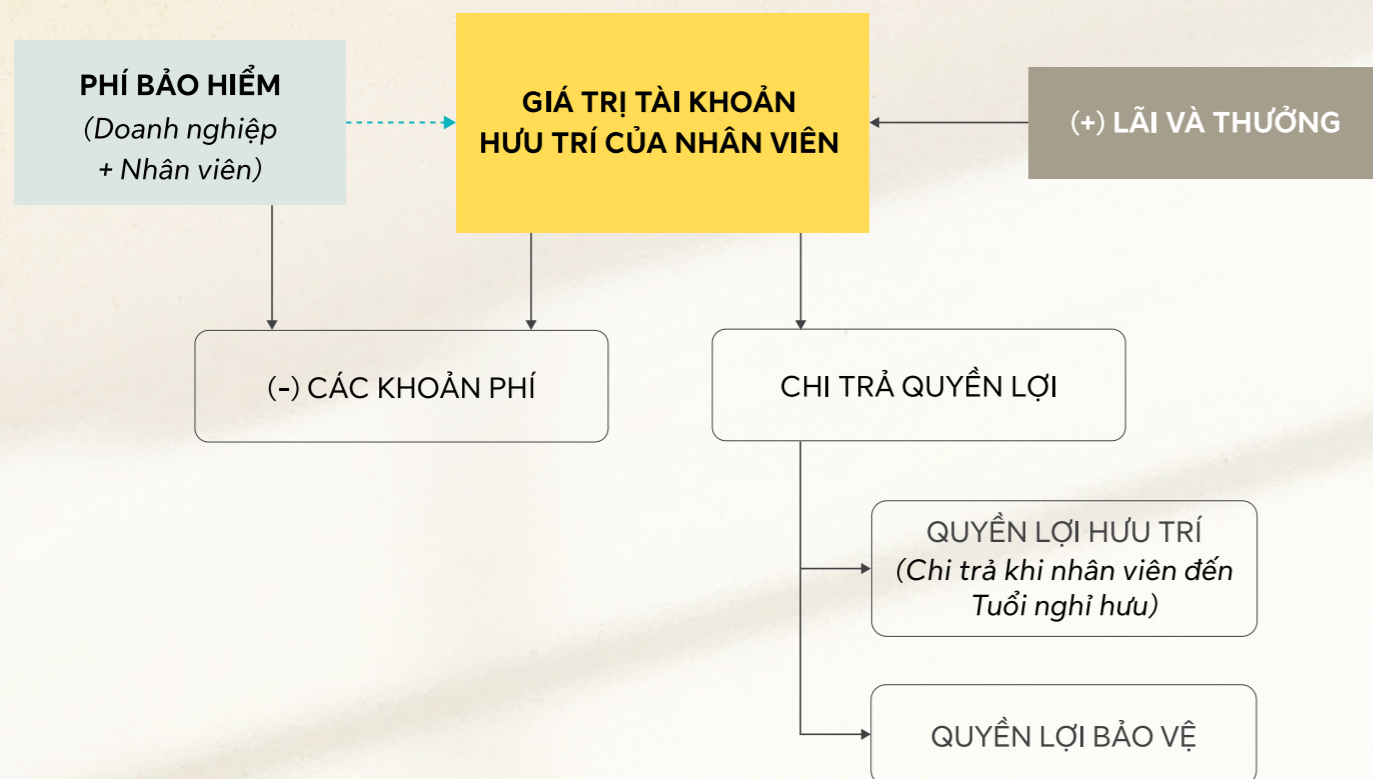 PHÍ BẢO HIỂM
(Doanh nghiệp
+ Nhân viên)
GIÁ TRỊ TÀI KHOẢN
HƯU TRÍ CỦA NHÂN VIÊN
(+) LÃI VÀ THƯỞNG
(-) CÁC KHOẢN PHÍ
CHI TRẢ QUYỀN LỢI
QUYỀN LỢI HƯU TRÍ
(Chi trả khi nhân viên đến
Tuổi nghỉ hưu)
QUYỀN LỢI BẢO VỆ